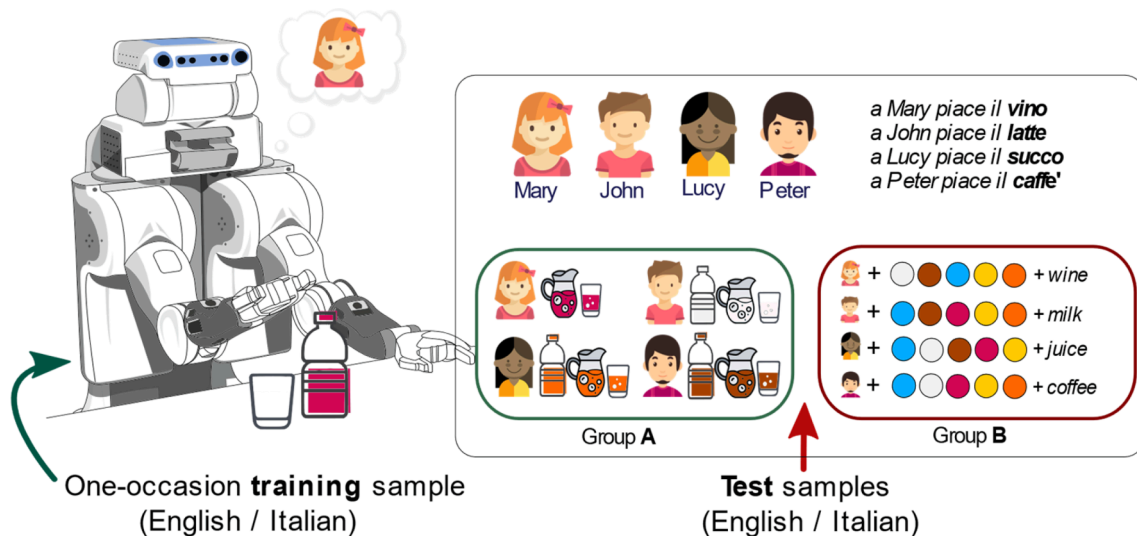 a Mary piace il vino
a John piace il latte
a Lucy piace il succo
a Peter piace il caffe'
Mary
John
Lucy
Peter
+ + wine
+ + milk
+ + juice
+ + coffee
Group A
Group B
One-occasion training sample
(English / Italian)
Test samples
(English / Italian)